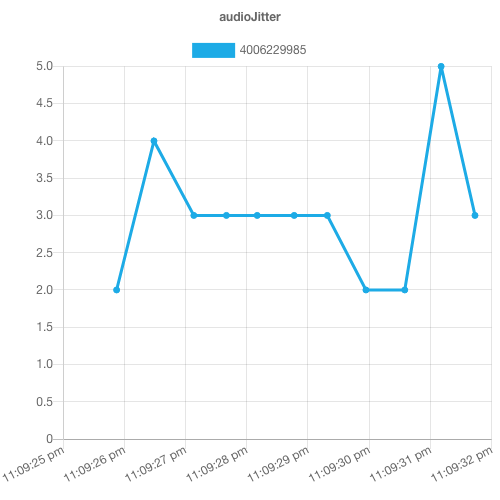 audioJitter
4006229985
5.0
4.5
4.0
3.5
3.0
2.5
2.0
1.5
1.0
0.5
0
11:09:25 pm
11:09:26 pm
11:09:27 pm
11:09:28 pm
11:09:29 pm
11:09:30 pm
11:09:31 pm
11:09:32 pm